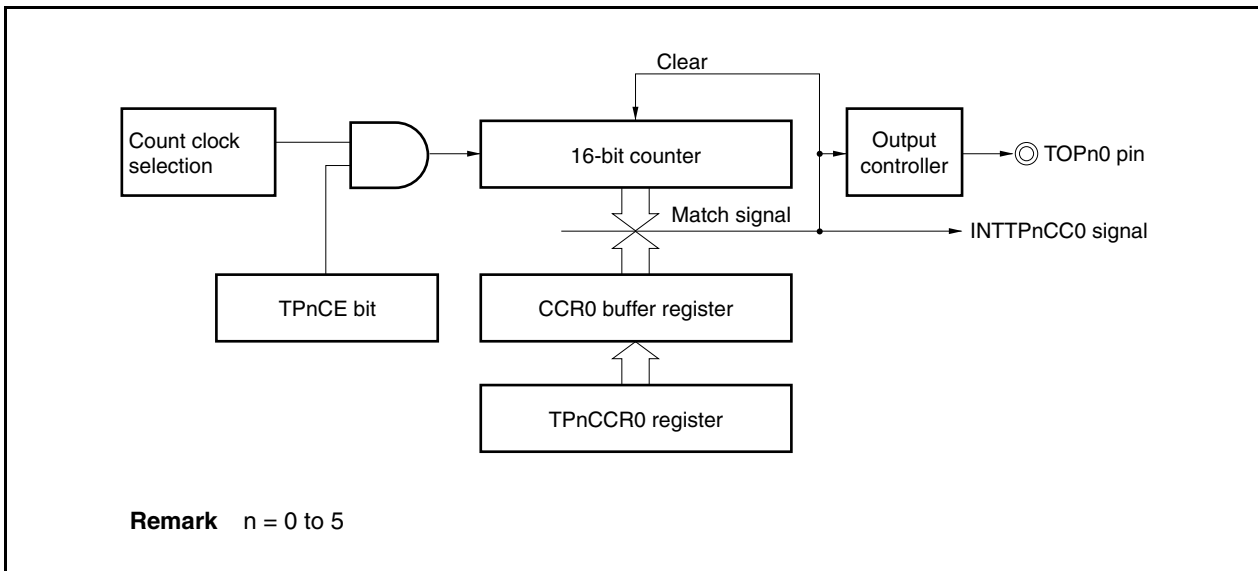 Clear
Count clock
selection
16-bit counter
Output
controller
TOPn0 pin
Match signal
INTTPnCC0 signal
TPnCE bit
CCR0 buffer register
TPnCCR0 register
Remark n = 0 to 5